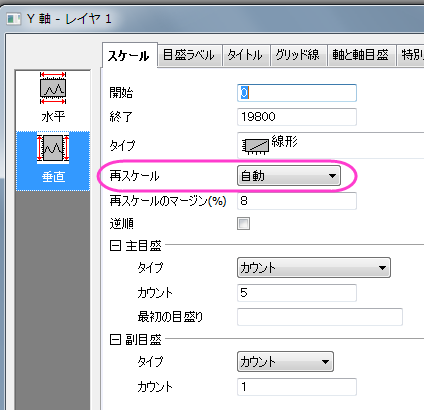 Y 軸 - レイヤ 1
スケール 目盛ラベル タイトル グリッド線 軸と軸目盛 特別
水平
垂直
開始 0
終了 19800
タイプ 線形
再スケール 自動
再スケールのマージン(%) 8
逆順
主目盛
タイプ カウント
カウント 5
最初の目盛り
副目盛
タイプ カウント
カウント 1